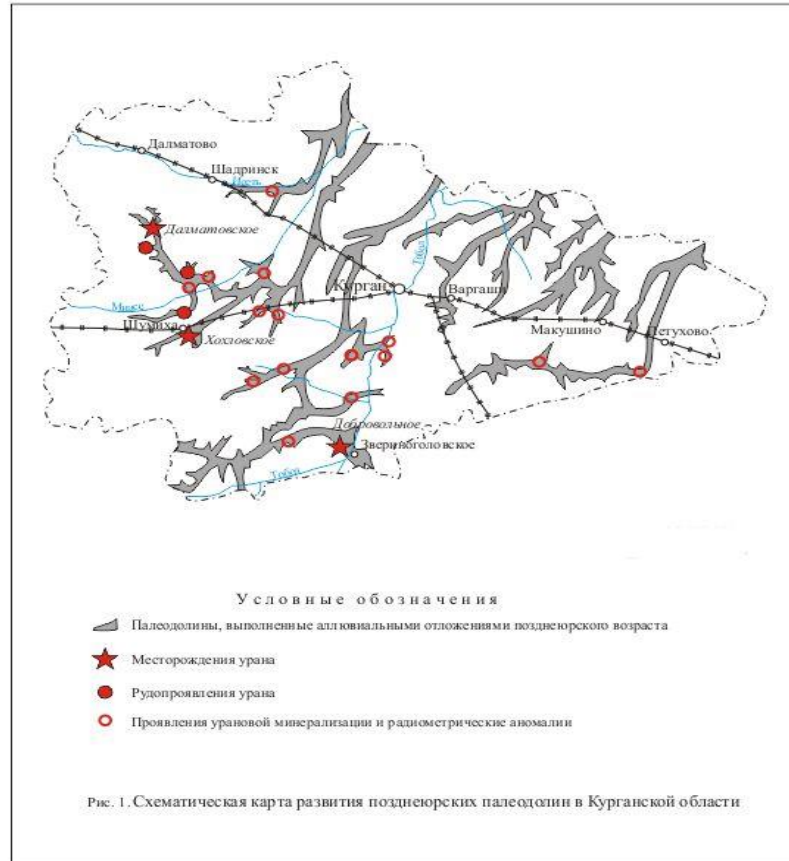 Далматово
Шадринск
Исеть
Далматовское
Тобол
Курган
Варгаши
Миасс
Шумиха
Хохловское
Макушино
Петухово
Добровольное
Звериноголовское
Тобол
Условные обозначения
Палеодолины, выполненные аллювиальными отложениями позднеюрского возраста
Месторождения урана
Рудопроявления урана
Проявления урановой минерализации и радиометрические аномалии
Рис. 1. Схематическая карта развития позднеюрских палеодолин в Курганской области